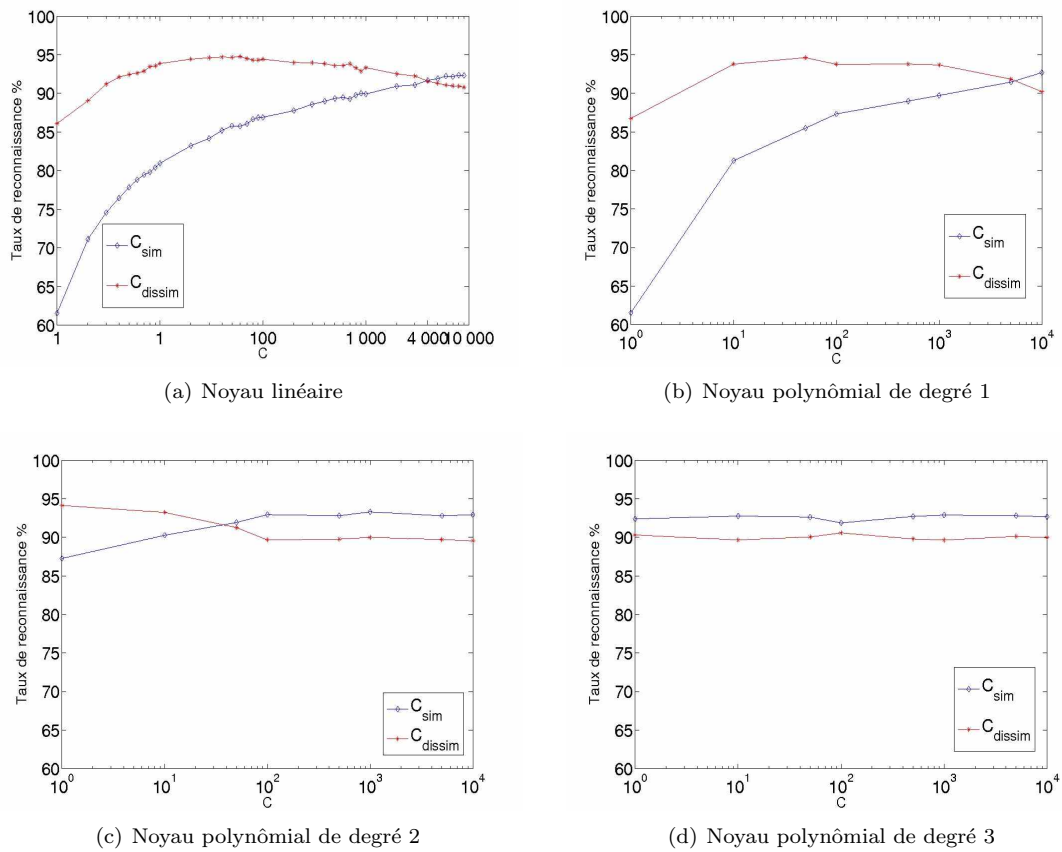 100
95
90
85
80
75
70
65
60
Taux de reconnaissance %
C_sim
C_dissim
1 1 100 1 000 4 000 10 000
C
(a) Noyau linéaire
100
95
90
85
80
75
70
65
60
Taux de reconnaissance %
C_sim
C_dissim
10^0 10^1 10^2 10^3 10^4
C
(b) Noyau polynômial de degré 1
100
95
90
85
80
75
70
65
60
Taux de reconnaissance %
C_sim
C_dissim
10^0 10^1 10^2 10^3 10^4
C
(c) Noyau polynômial de degré 2
100
95
90
85
80
75
70
65
60
Taux de reconnaissance %
C_sim
C_dissim
10^0 10^1 10^2 10^3 10^4
C
(d) Noyau polynômial de degré 3